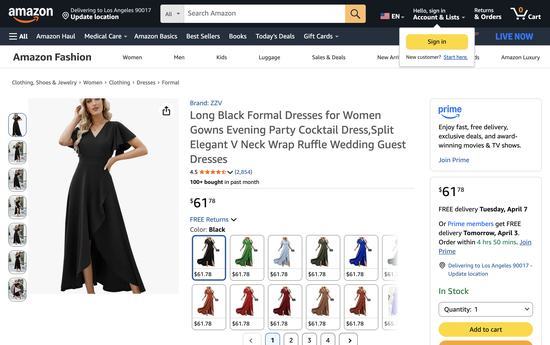 amazon
Delivering to Los Angeles 90017
Update location
All
Search Amazon
EN
Hello, sign in
Account & Lists
Returns
& Orders
0
Cart
All
Amazon Haul
Medical Care
Amazon Basics
Best Sellers
Books
Today's Deals
Gift Cards
LIVE NOW
Sign in
New customer? Start here.
Amazon Fashion
Women
Men
Kids
Luggage
Sales & Deals
New Arri
ds
Amazon Luxury
Clothing, Shoes & Jewelry › Women › Clothing › Dresses › Formal
Brand: ZZV
Long Black Formal Dresses for Women
Gowns Evening Party Cocktail Dress,Split
Elegant V Neck Wrap Ruffle Wedding Guest
Dresses
4.5 (2,854)
100+ bought in past month
$61.78
FREE Returns
Color: Black
$61.78
$61.78
$61.78
$61.78
$61.78
$61.78
$61.78
$61.78
$61.78
$61.78
$65.
1
2
3
4
prime
Enjoy fast, free delivery,
exclusive deals, and award-
winning movies & TV shows.
Join Prime
$61.78
FREE delivery Tuesday, April 7
Or Prime members get FREE
delivery Tomorrow, April 3.
Order within 4 hrs 50 mins. Join
Prime
Delivering to Los Angeles 90017 -
Update location
In Stock
Quantity: 1
Add to cart